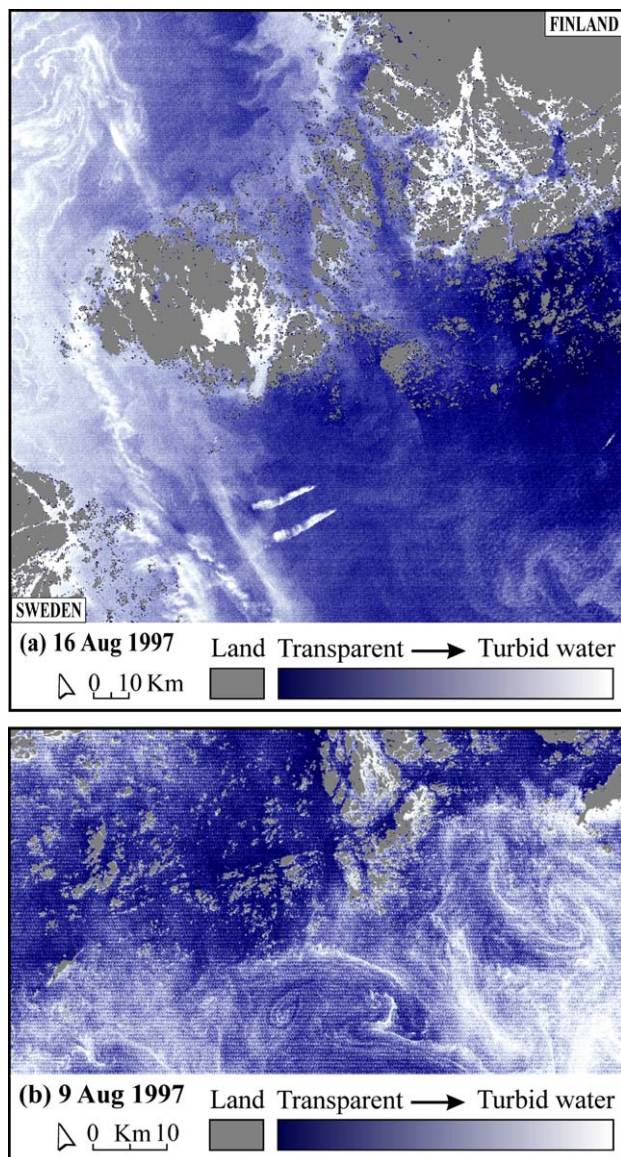 FINLAND
SWEDEN
(a) 16 Aug 1997
Land Transparent → Turbid water
0 10 Km
(b) 9 Aug 1997
Land Transparent → Turbid water
0 Km 10